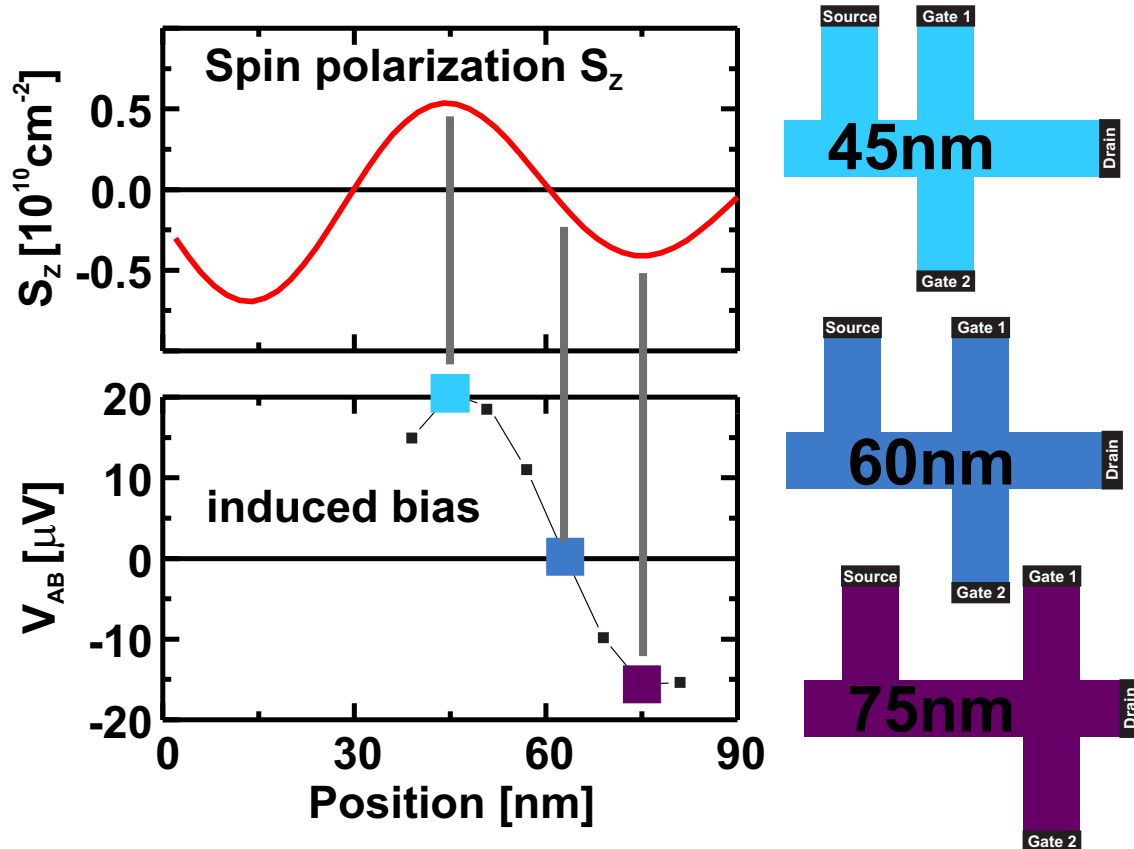 Spin polarization S_Z
S_Z [10^10 cm^-2]
0.5
0.0
-0.5
induced bias
V_AB [μV]
20
10
0
-10
-20
0
30
60
90
Position [nm]
Source
Gate 1
45nm
Drain
Gate 2
Source
Gate 1
60nm
Drain
Gate 2
Source
Gate 1
75nm
Drain
Gate 2